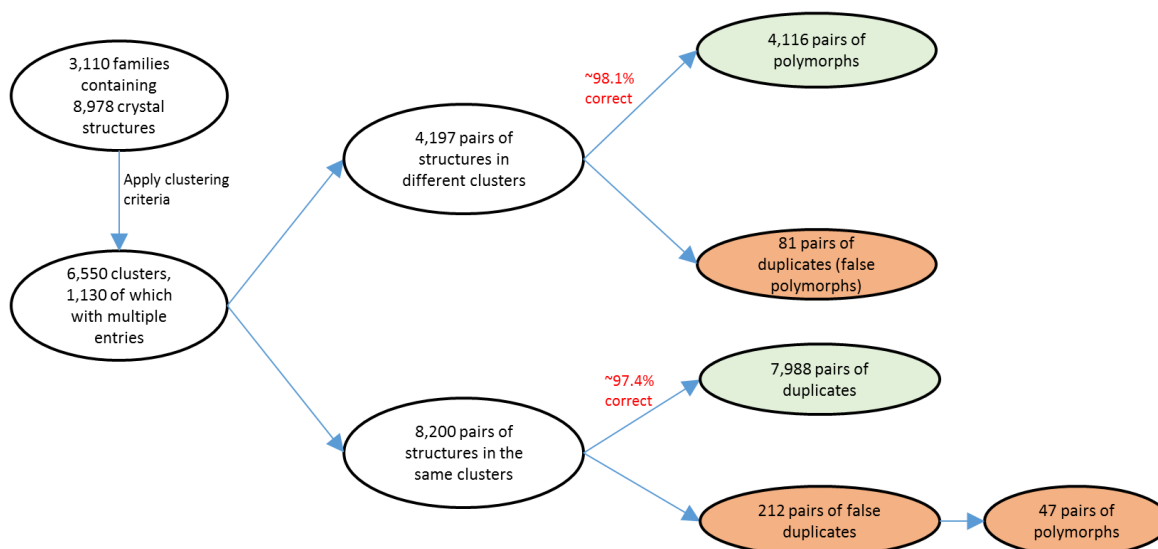 3,110 families
containing
8,978 crystal
structures
Apply clustering
criteria
6,550 clusters,
1,130 of which
with multiple
entries
4,197 pairs of
structures in
different clusters
~98.1%
correct
4,116 pairs of
polymorphs
81 pairs of
duplicates (false
polymorphs)
8,200 pairs of
structures in the
same clusters
~97.4%
correct
7,988 pairs of
duplicates
212 pairs of false
duplicates
47 pairs of
polymorphs